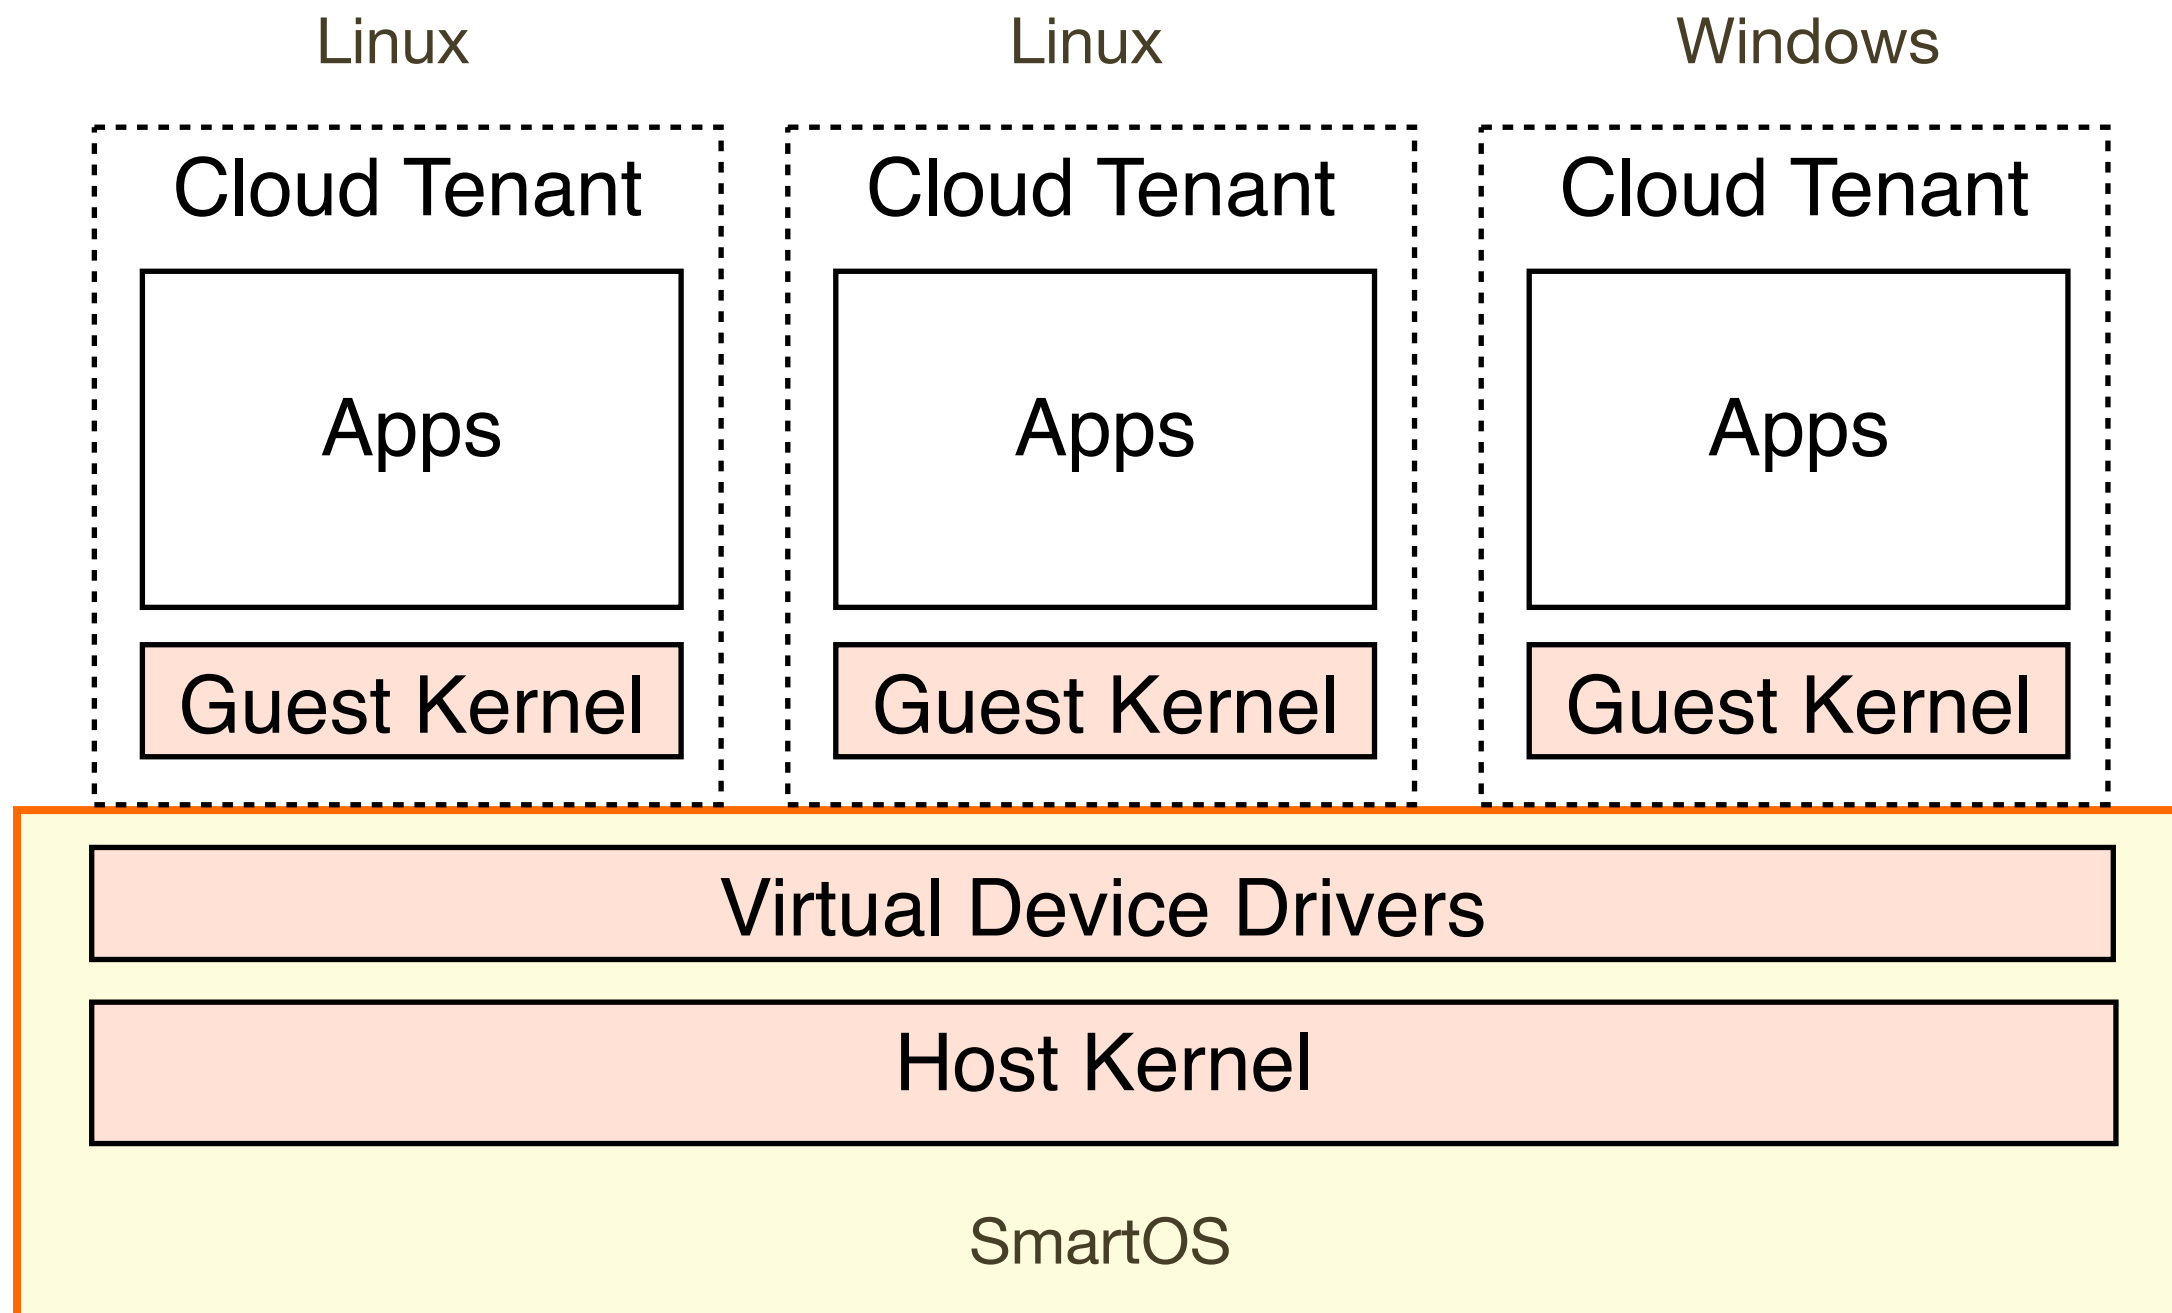 Linux
Linux
Windows
Cloud Tenant
Cloud Tenant
Cloud Tenant
Apps
Apps
Apps
Guest Kernel
Guest Kernel
Guest Kernel
Virtual Device Drivers
Host Kernel
SmartOS